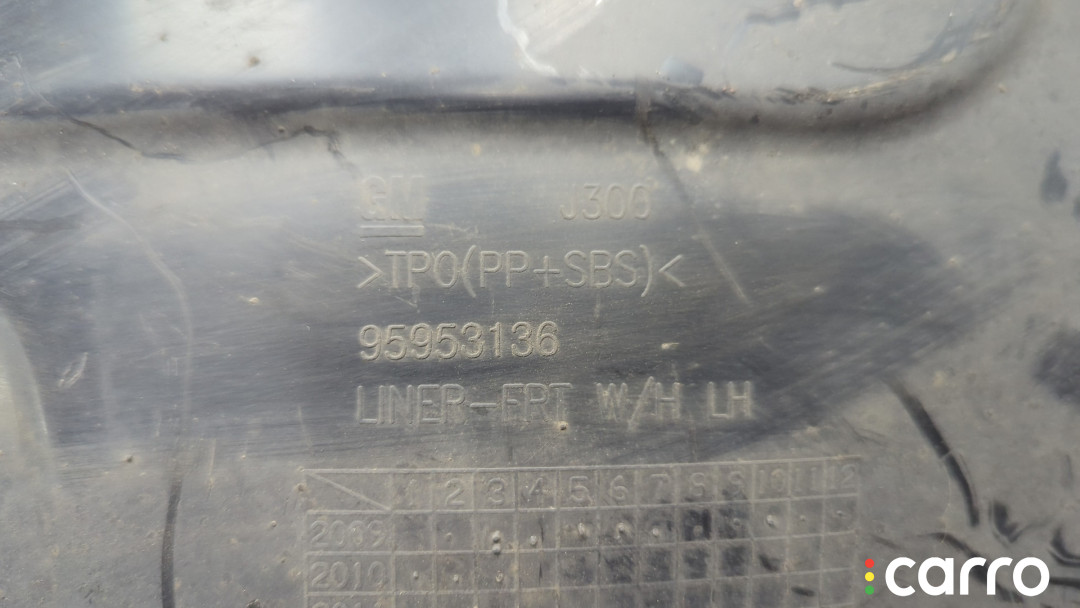 GM J300
>TPO(PP+SBS)<
95953136
LINER-FRT W/H LH
1 2 3 4 5 6 7 8 9 10 11 12
2009
2010
carro